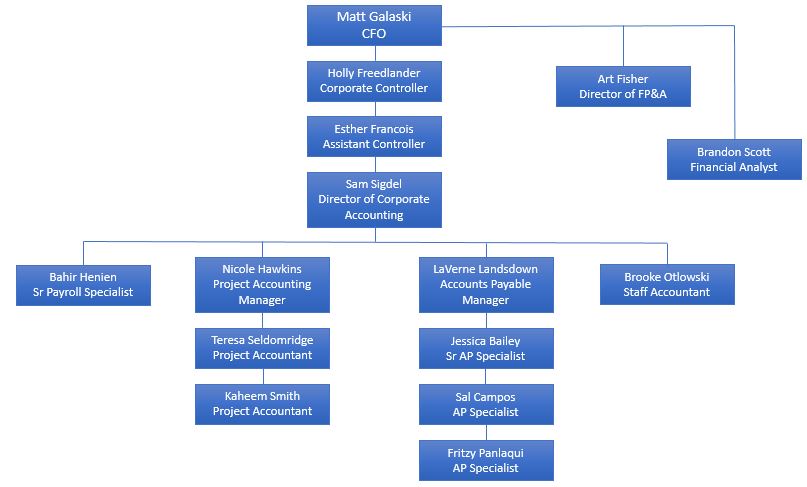 Matt Galaski
CFO
Holly Freedlander
Corporate Controller
Art Fisher
Director of FP&A
Esther Francois
Assistant Controller
Brandon Scott
Financial Analyst
Sam Sigdel
Director of Corporate
Accounting
Bahir Henien
Sr Payroll Specialist
Nicole Hawkins
Project Accounting
Manager
LaVerne Landsdown
Accounts Payable
Manager
Brooke Otlowski
Staff Accountant
Teresa Seldomridge
Project Accountant
Jessica Bailey
Sr AP Specialist
Kaheem Smith
Project Accountant
Sal Campos
AP Specialist
Fritzy Panlaqui
AP Specialist